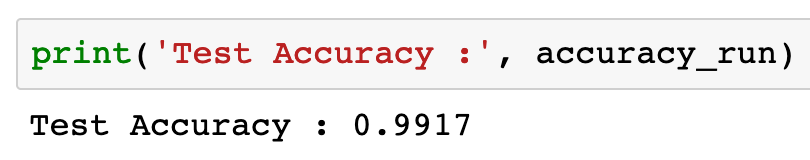 print('Test Accuracy :', accuracy_run)
Test Accuracy : 0.9917